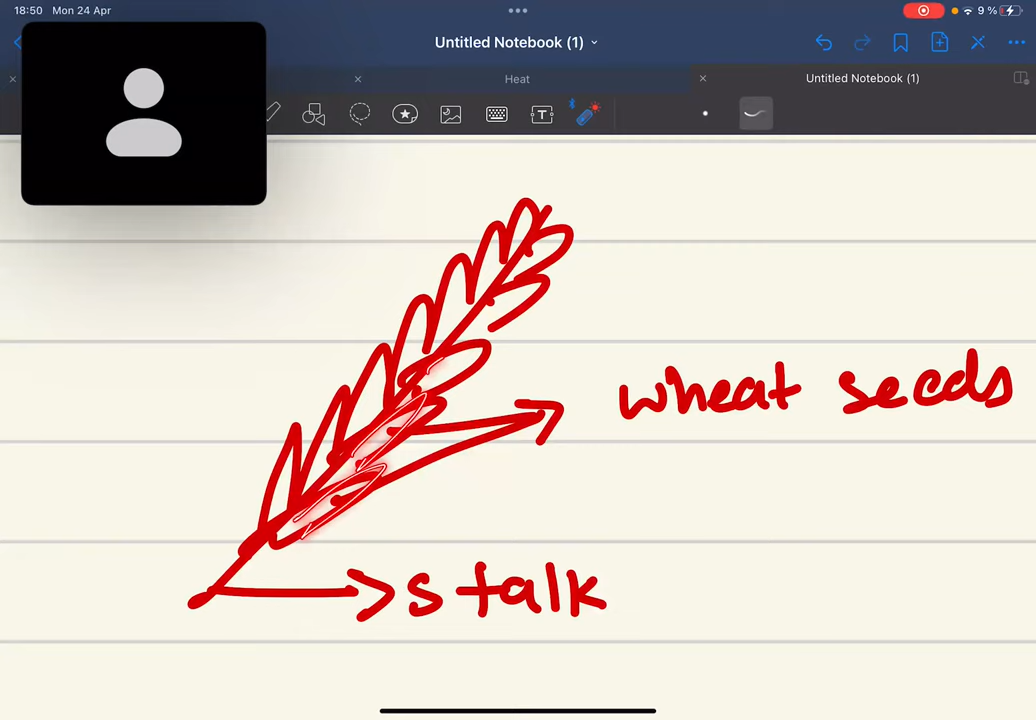 18:50 Mon 24 Apr 9 %
Untitled Notebook (1)
Heat Untitled Notebook (1)
T
wheat seeds
stalk